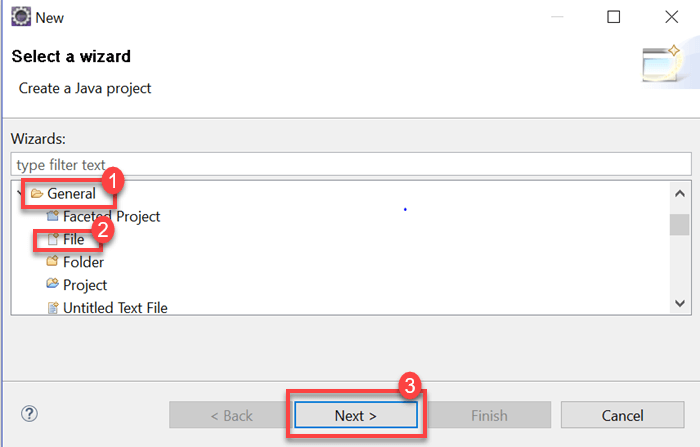 New
Select a wizard
Create a Java project
Wizards:
type filter text
General
1
Faceted Project
2
File
Folder
Project
Untitled Text File
3
?
< Back
Next >
Finish
Cancel